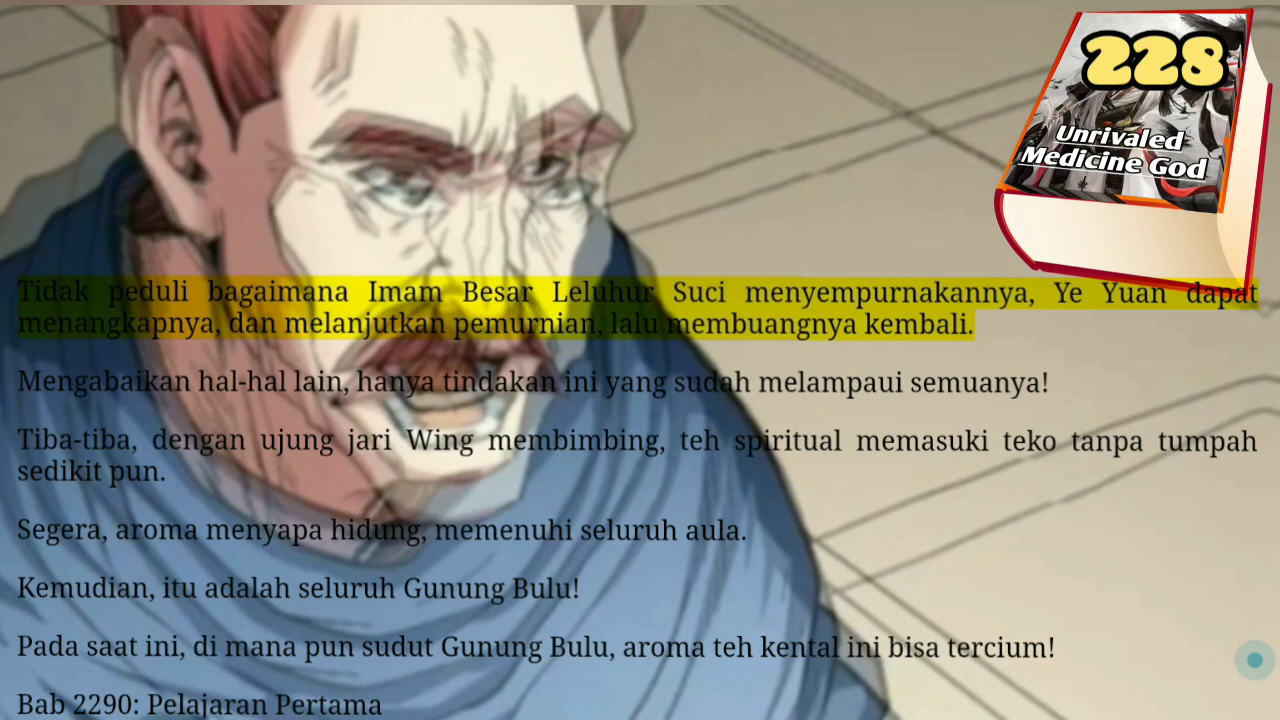 228
Unrivaled
Medicine God
Tidak peduli bagaimana Imam Besar Leluhur Suci menyempurnakannya, Ye Yuan dapat
menangkapnya, dan melanjutkan pemurnian, lalu membuangnya kembali.
Mengabaikan hal-hal lain, hanya tindakan ini yang sudah melampaui semuanya!
Tiba-tiba, dengan ujung jari Wing membimbing, teh spiritual memasuki teko tanpa tumpah
sedikit pun.
Segera, aroma menyapa hidung, memenuhi seluruh aula.
Kemudian, itu adalah seluruh Gunung Bulu!
Pada saat ini, di mana pun sudut Gunung Bulu, aroma teh kental ini bisa tercium!
Bab 2290: Pelajaran Pertama